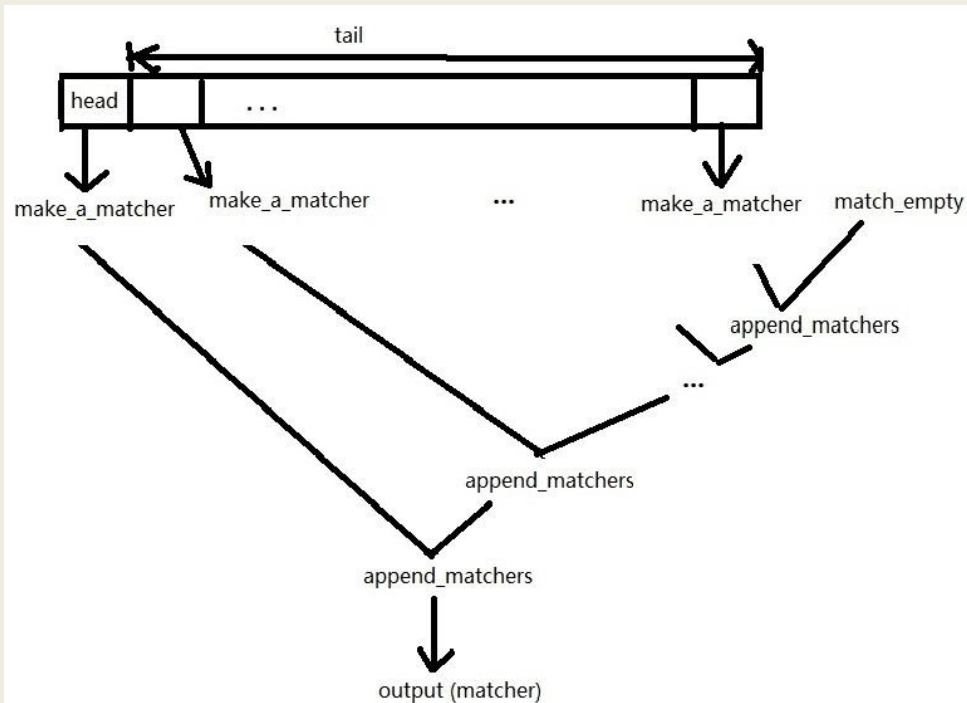 tail
head
...
make_a_matcher
make_a_matcher
...
make_a_matcher
match_empty
append_matchers
...
append_matchers
append_matchers
output (matcher)